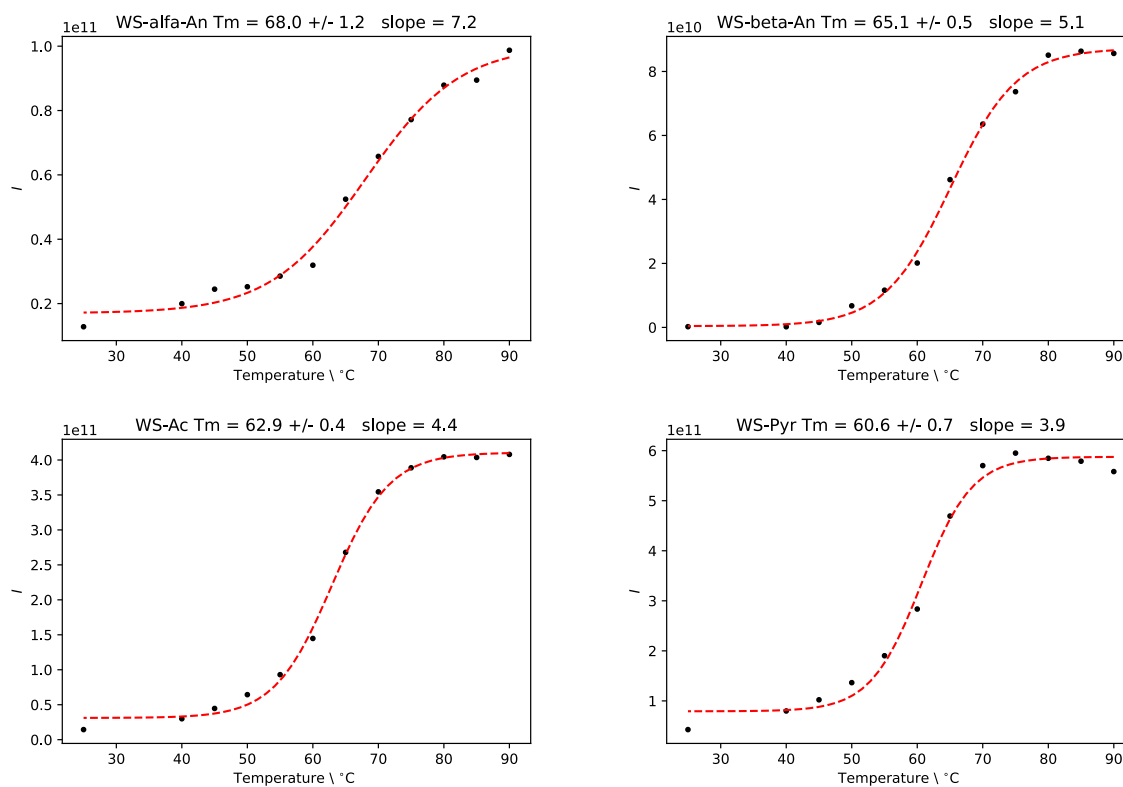 WS-alfa-An Tm = 68.0 +/- 1.2 slope = 7.2
1e11
1.0
0.8
0.6
0.4
0.2
I
30 40 50 60 70 80 90
Temperature \ °C
WS-beta-An Tm = 65.1 +/- 0.5 slope = 5.1
1e10
8
6
4
2
0
I
30 40 50 60 70 80 90
Temperature \ °C
WS-Ac Tm = 62.9 +/- 0.4 slope = 4.4
1e11
4.0
3.5
3.0
2.5
2.0
1.5
1.0
0.5
0.0
I
30 40 50 60 70 80 90
Temperature \ °C
WS-Pyr Tm = 60.6 +/- 0.7 slope = 3.9
1e11
6
5
4
3
2
1
I
30 40 50 60 70 80 90
Temperature \ °C